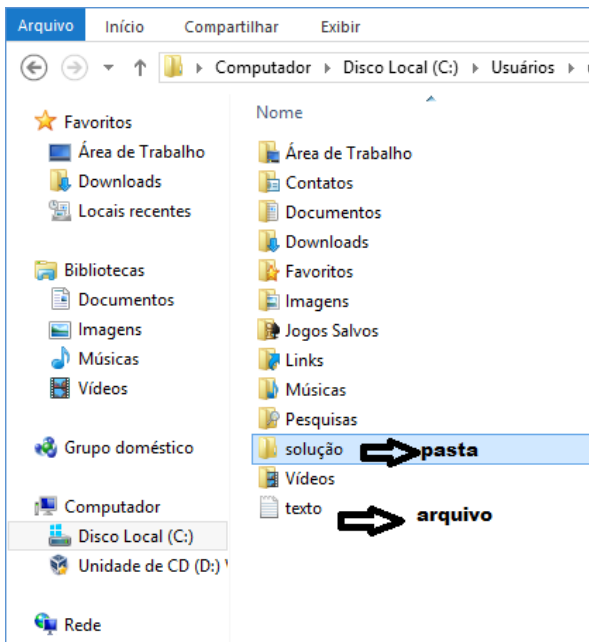 Arquivo Início Compartilhar Exibir
Computador Disco Local (C:) Usuários
Favoritos
Área de Trabalho
Downloads
Locais recentes
Bibliotecas
Documentos
Imagens
Músicas
Vídeos
Grupo doméstico
Computador
Disco Local (C:)
Unidade de CD (D:)
Rede
Nome
Área de Trabalho
Contatos
Documentos
Downloads
Favoritos
Imagens
Jogos Salvos
Links
Músicas
Pesquisas
solução pasta
Vídeos
texto arquivo